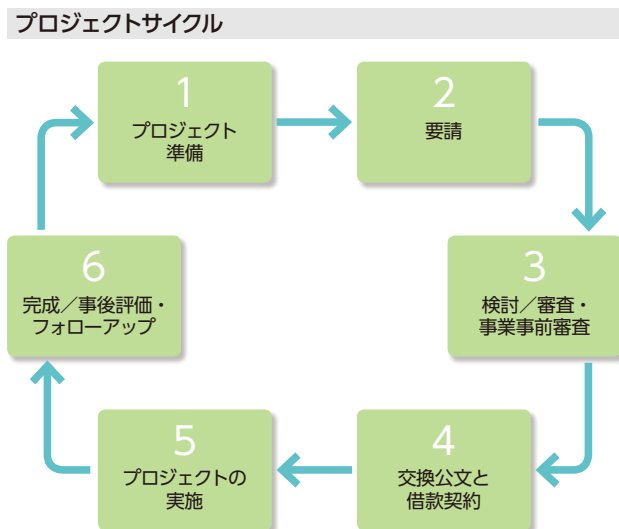 プロジェクトサイクル
1
プロジェクト
準備
2
要請
3
検討／審査・
事業事前審査
4
交換公文と
借款契約
5
プロジェクトの
実施
6
完成／事後評価・
フォローアップ